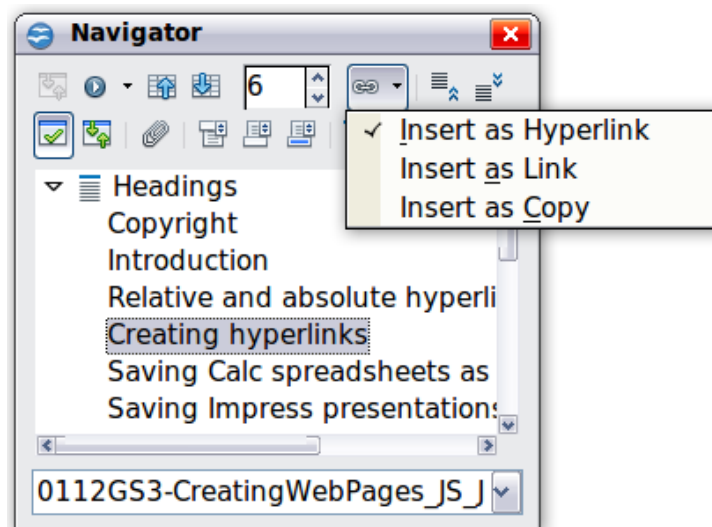 Navigator
6
Insert as Hyperlink
Insert as Link
Insert as Copy
Headings
Copyright
Introduction
Relative and absolute hyperli
Creating hyperlinks
Saving Calc spreadsheets as
Saving Impress presentations
0112GS3-CreatingWebPages_JS_J